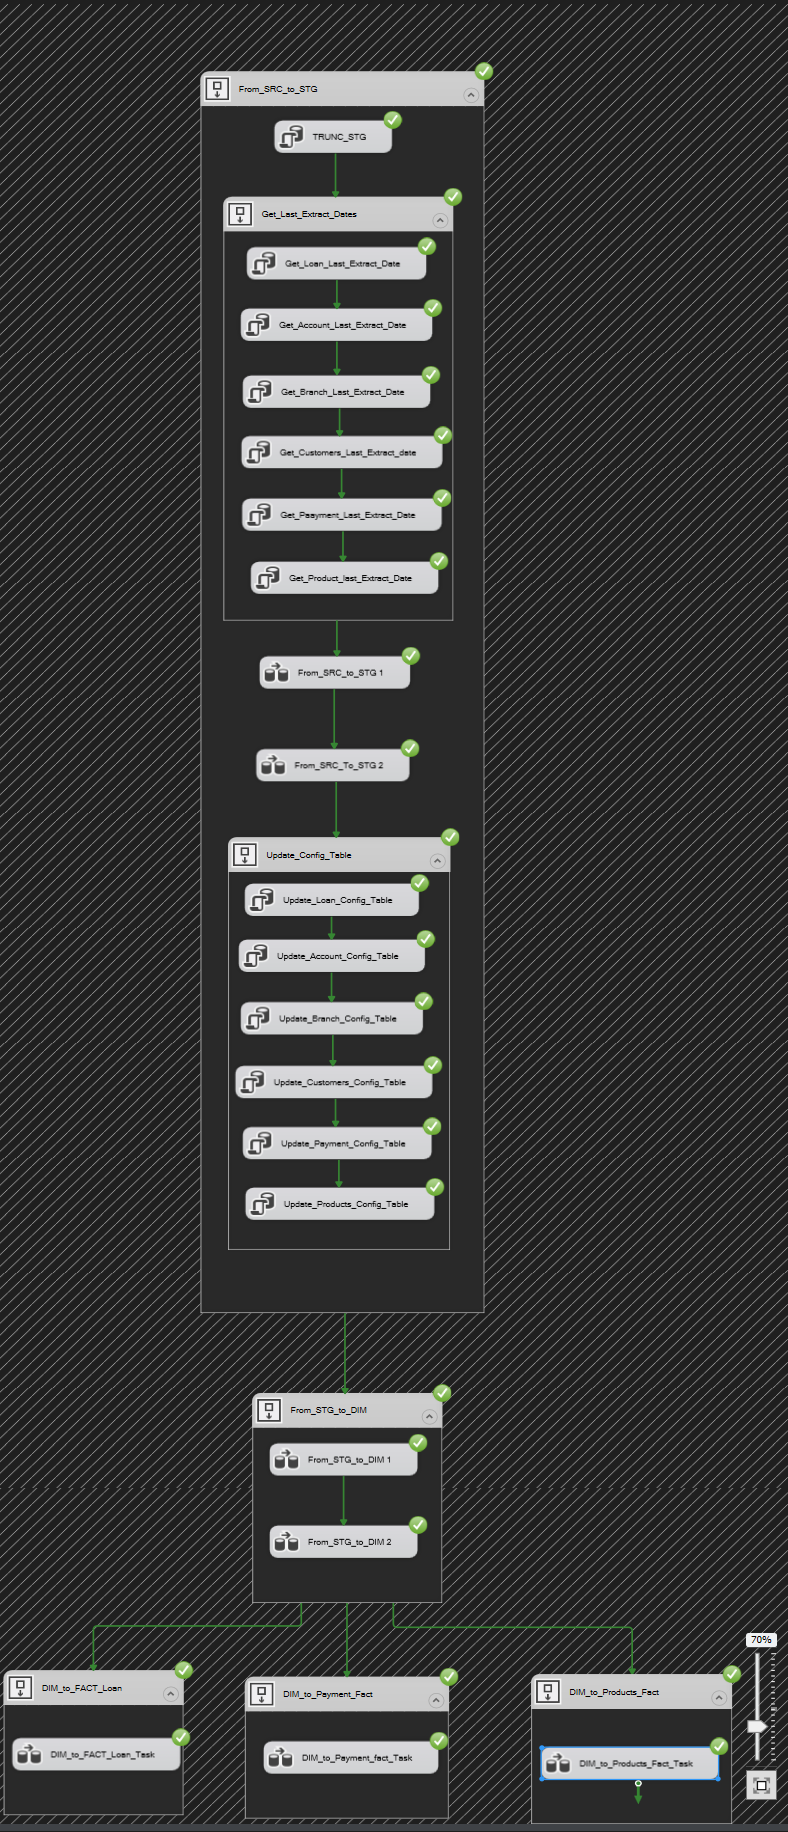 From_SRC_to_STG
TRUNC_STG
Get_Last_Extract_Dates
Get_Loan_Last_Extract_Date
Get_Account_Last_Extract_Date
Get_Branch_Last_Extract_Date
Get_Customers_Last_Extract_date
Get_Paayment_Last_Extract_Date
Get_Product_last_Extract_Date
From_SRC_to_STG 1
From_SRC_To_STG 2
Update_Config_Table
Update_Loan_Config_Table
Update_Account_Config_Table
Update_Branch_Config_Table
Update_Customers_Config_Table
Update_Payment_Config_Table
Update_Products_Config_Table
From_STG_to_DIM
From_STG_to_DIM 1
From_STG_to_DIM 2
70%
DIM_to_FACT_Loan
DIM_to_Payment_Fact
DIM_to_Products_Fact
DIM_to_FACT_Loan_Task
DIM_to_Payment_fact_Task
DIM_to_Products_Fact_Task